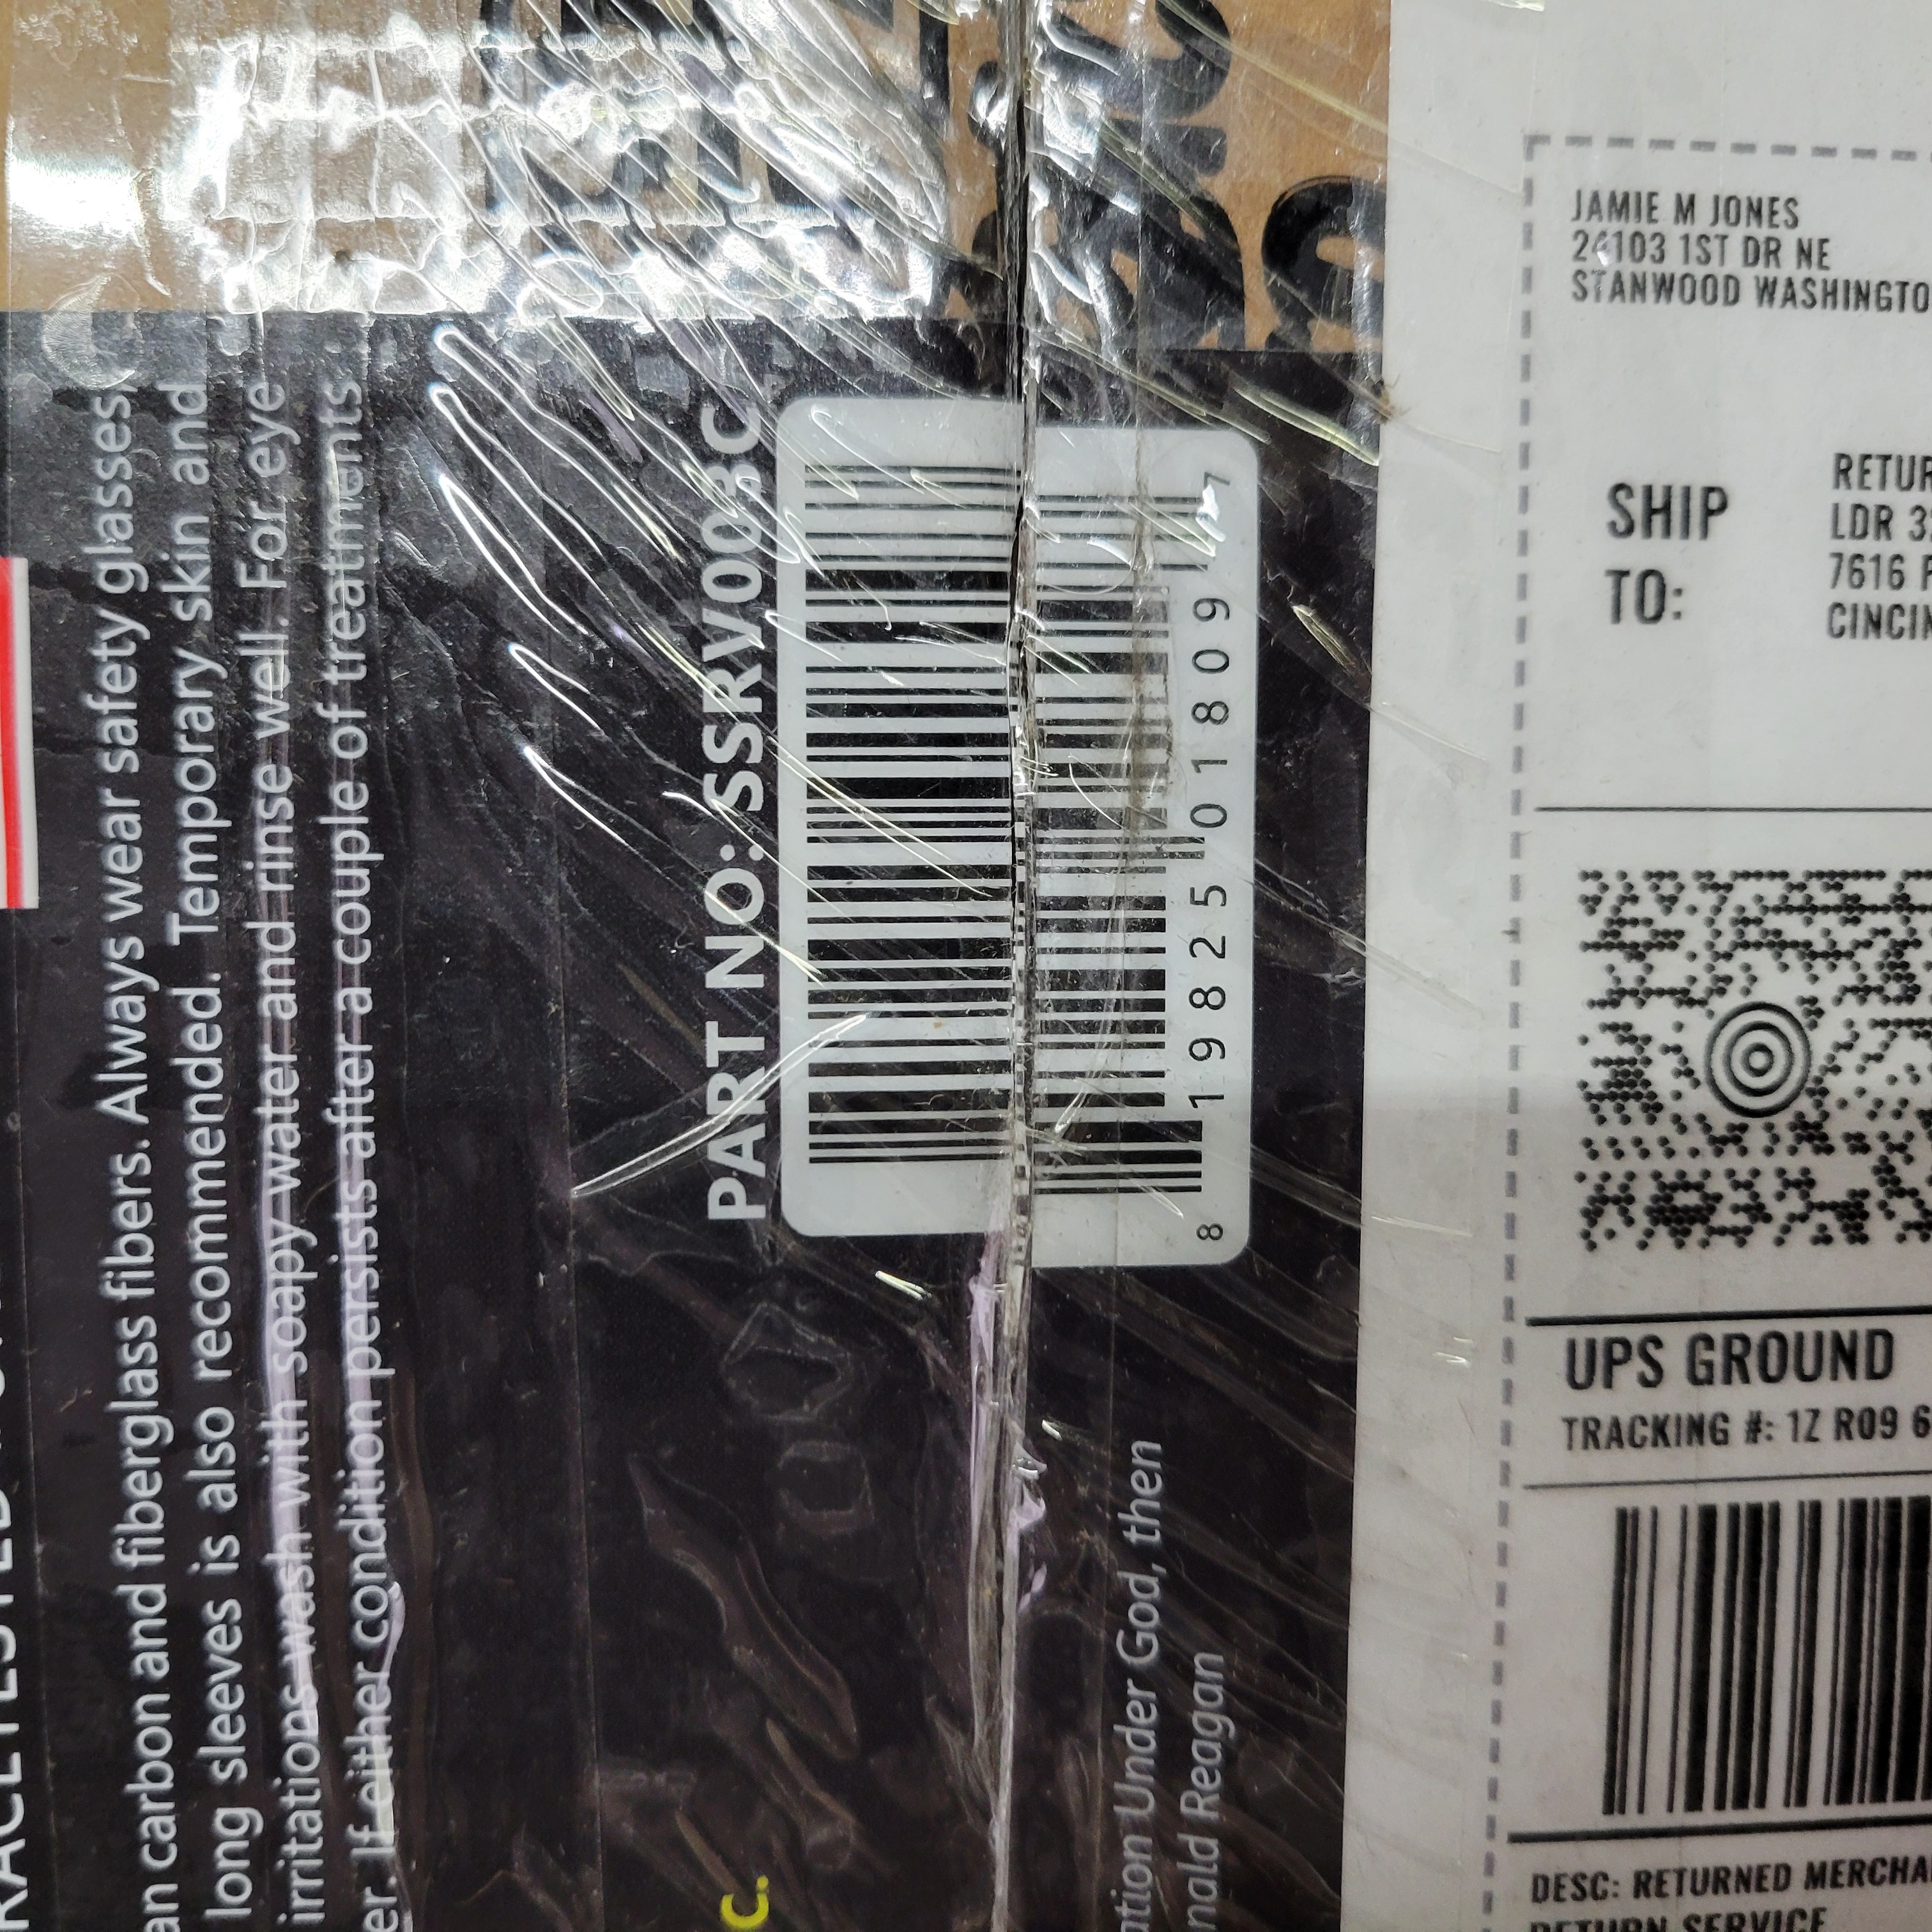 an carbon and fiberglass fibers. Always wear safety glasses,
long sleeves is also recommended. Temporary skin and
irritations wash with soapy water and rinse well. For eye
er. If either condition persists after a couple of treatments
PART NO: SSRV003C
8 19825 01809 7
c.
ation Under God, then
nald Reagan
JAMIE M JONES
24103 1ST DR NE
STANWOOD WASHINGTO
SHIP
TO:
RETUR
LDR 3
7616
CINCIN
UPS GROUND
TRACKING #: 1Z R09 6
DESC: RETURNED MERCHA
RETURN SERVICE